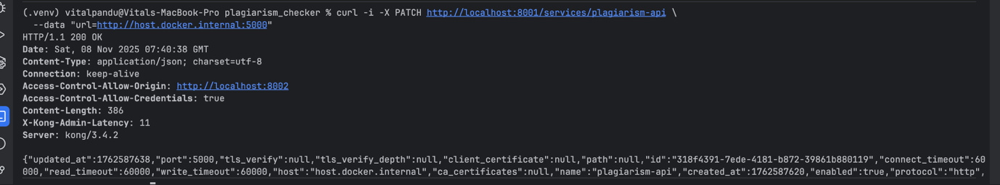 (.venv) vitalpandu@Vitals-MacBook-Pro plagiarism_checker % curl -i -X PATCH http://localhost:8001/services/plagiarism-api \
  --data "url=http://host.docker.internal:5000"
HTTP/1.1 200 OK
Date: Sat, 08 Nov 2025 07:40:38 GMT
Content-Type: application/json; charset=utf-8
Connection: keep-alive
Access-Control-Allow-Origin: http://localhost:8002
Access-Control-Allow-Credentials: true
Content-Length: 386
X-Kong-Admin-Latency: 11
Server: kong/3.4.2
{"updated_at":1762587638,"port":5000,"tls_verify":null,"tls_verify_depth":null,"client_certificate":null,"path":null,"id":"318f4391-7ede-4181-b872-39861b880119","connect_timeout":60
000,"read_timeout":60000,"write_timeout":60000,"host":"host.docker.internal","ca_certificates":null,"name":"plagiarism-api","created_at":1762587620,"enabled":true,"protocol":"http",